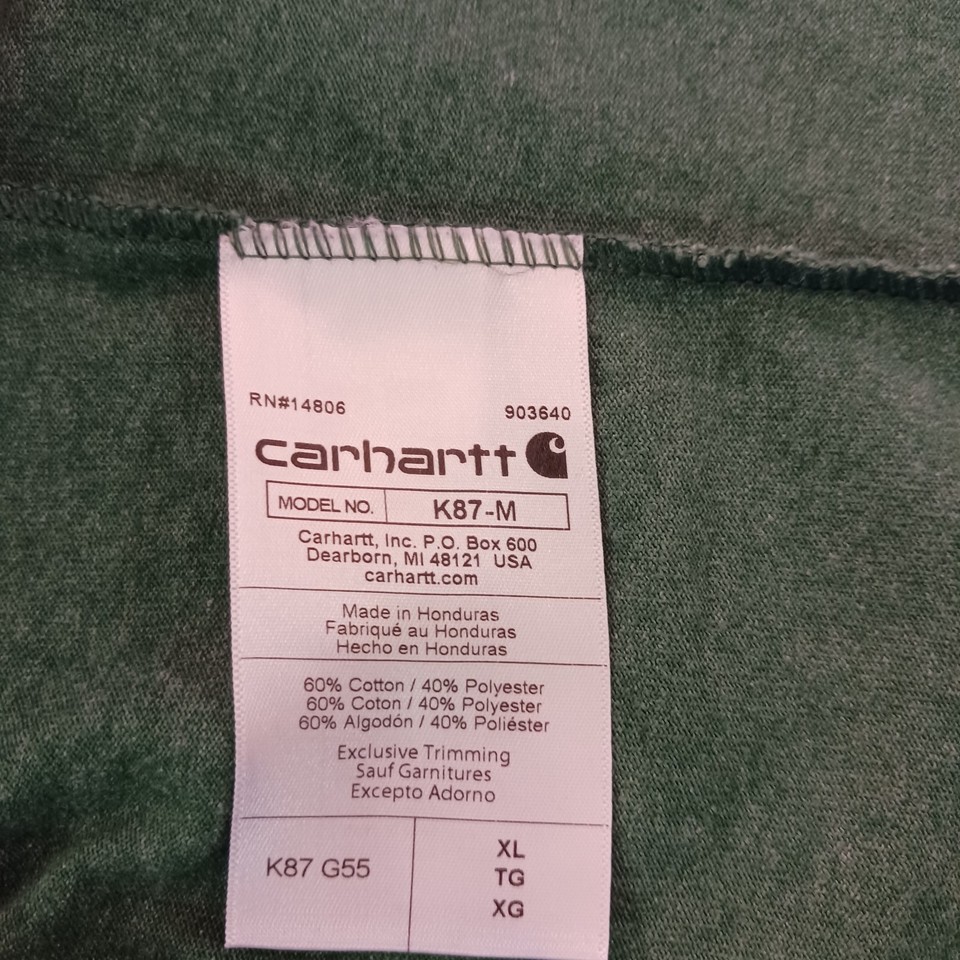 RN#14806 903640
carhartt
MODEL NO. K87-M
Carhartt, Inc. P.O. Box 600
Dearborn, MI 48121 USA
carhartt.com
Made in Honduras
Fabriqué au Honduras
Hecho en Honduras
60% Cotton / 40% Polyester
60% Coton / 40% Polyester
60% Algodón / 40% Poliéster
Exclusive Trimming
Sauf Garnitures
Excepto Adorno
K87 G55
XL
TG
XG